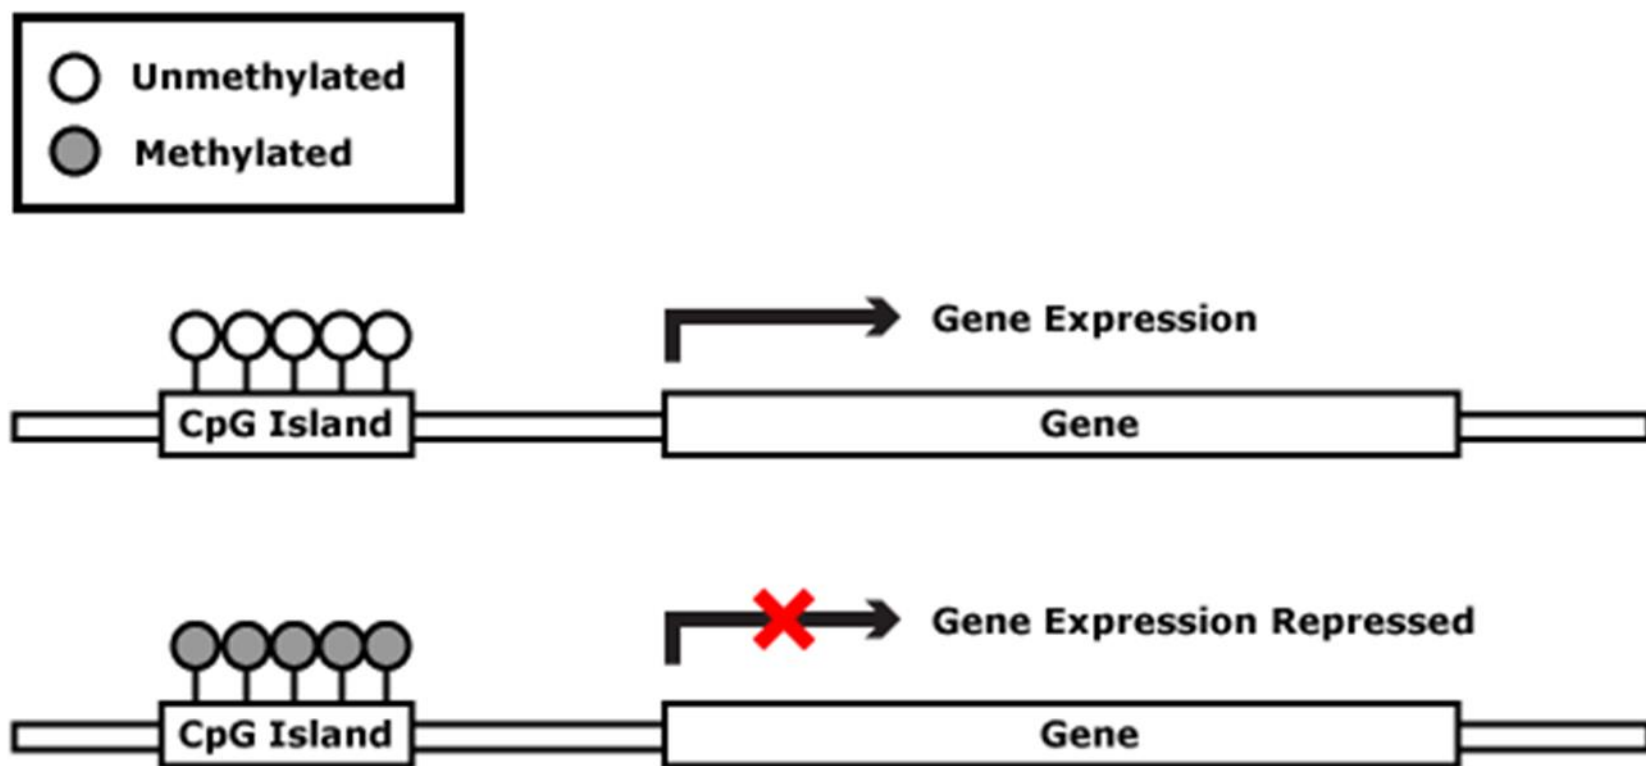 Unmethylated
Methylated
Gene Expression
CpG Island
Gene
Gene Expression Repressed
CpG Island
Gene